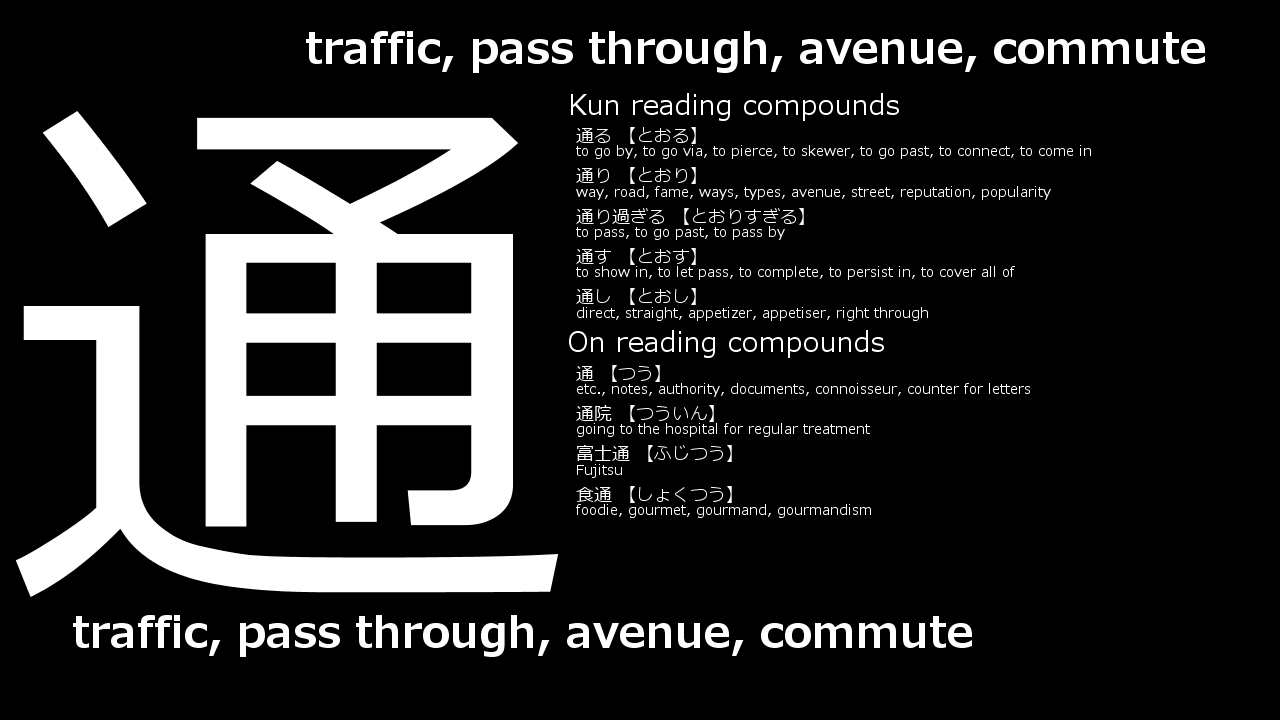 traffic, pass through, avenue, commute
通
Kun reading compounds
通る 【とおる】
to go by, to go via, to pierce, to skewer, to go past, to connect, to come in
通り 【とおり】
way, road, fame, ways, types, avenue, street, reputation, popularity
通り過ぎる 【とおりすぎる】
to pass, to go past, to pass by
通す 【とおす】
to show in, to let pass, to complete, to persist in, to cover all of
通し 【とおし】
direct, straight, appetizer, appetiser, right through
On reading compounds
通 【つう】
etc., notes, authority, documents, connoisseur, counter for letters
通院 【つういん】
going to the hospital for regular treatment
富士通 【ふじつう】
Fujitsu
食通 【しょくつう】
foodie, gourmet, gourmand, gourmandism
traffic, pass through, avenue, commute